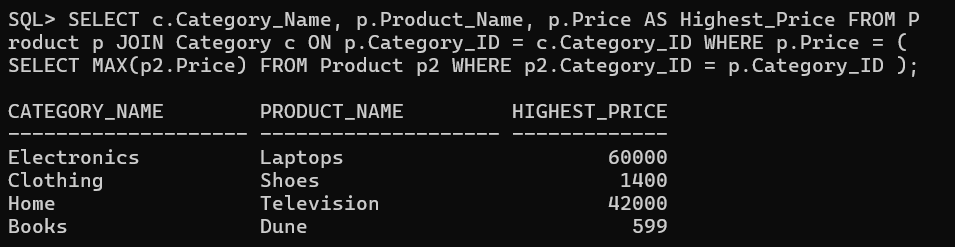 SQL> SELECT c.Category_Name, p.Product_Name, p.Price AS Highest_Price FROM P
roduct p JOIN Category c ON p.Category_ID = c.Category_ID WHERE p.Price = (
SELECT MAX(p2.Price) FROM Product p2 WHERE p2.Category_ID = p.Category_ID );
CATEGORY_NAME        PRODUCT_NAME         HIGHEST_PRICE
-------------------- -------------------- -------------
Electronics          Laptops                      60000
Clothing             Shoes                         1400
Home                 Television                   42000
Books                Dune                           599